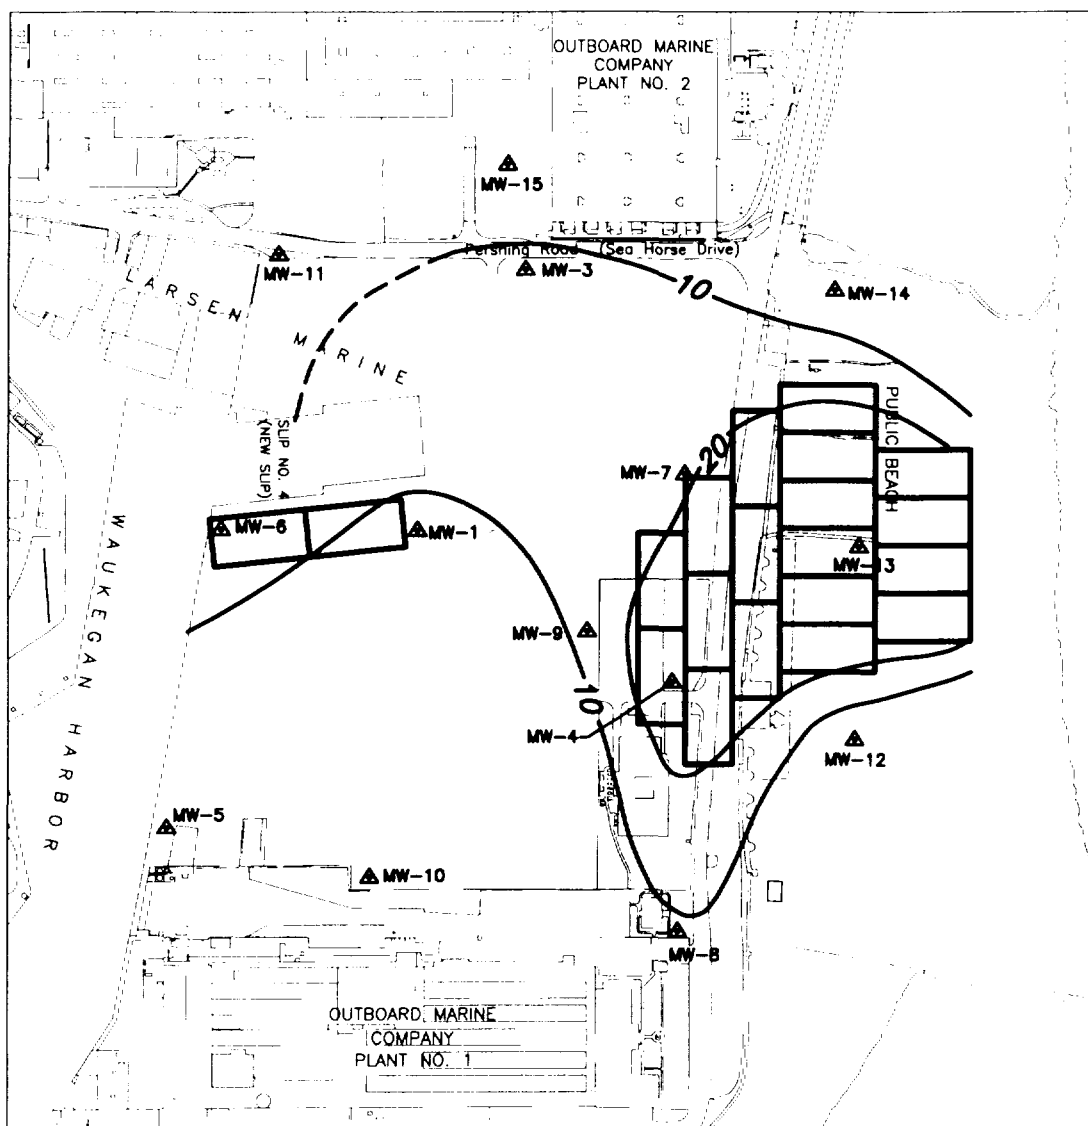 OUTBOARD MARINE
COMPANY
PLANT NO. 2
MW-15
Pershing Road (Sea Horse Drive)
MW-11
MW-3
10
MW-14
LARSEN
MARINE
PUBLIC BEACH
SLIP NO. 4
(NEW SLIP)
20
MW-7
MW-6
MW-1
MW-13
WAUKEGAN HARBOR
MW-9
10
MW-4
MW-12
MW-5
MW-10
MW-8
OUTBOARD MARINE
COMPANY
PLANT NO. 1